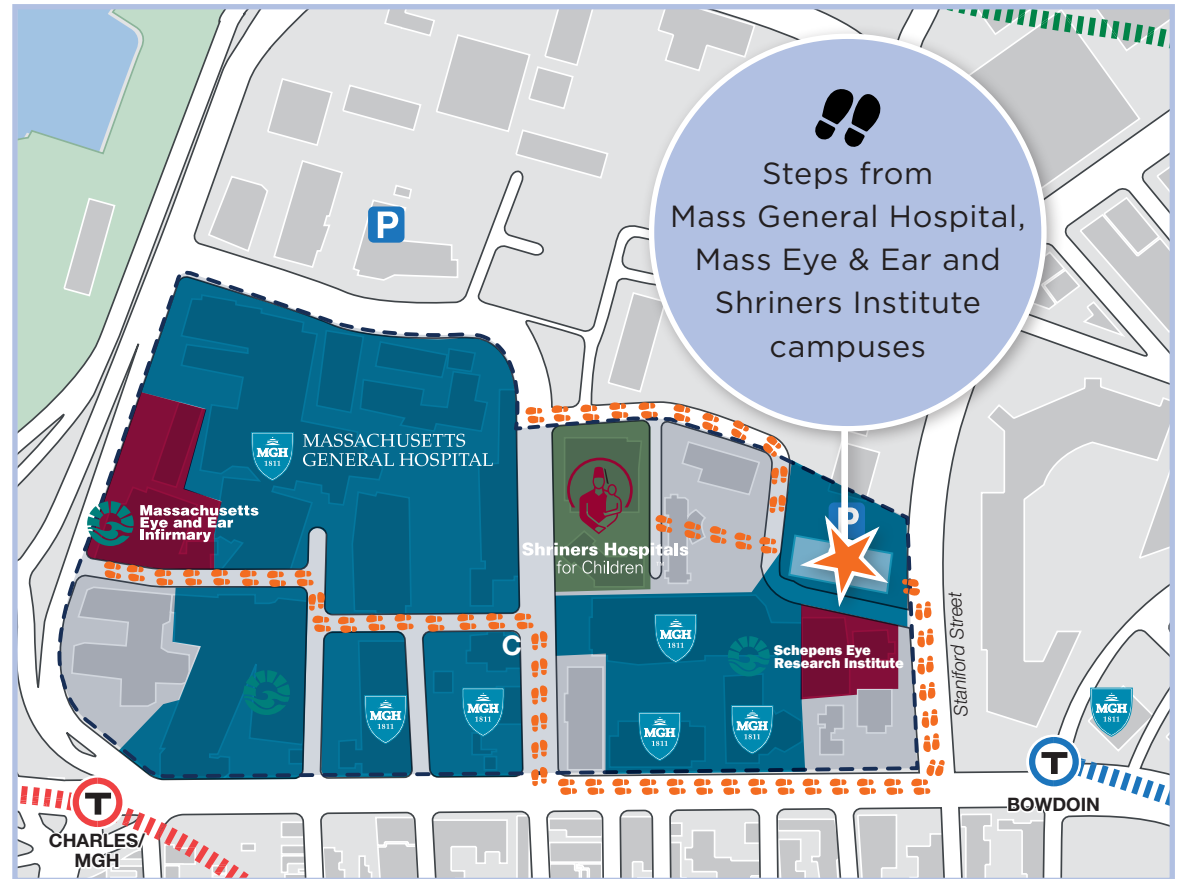 Steps from
Mass General Hospital,
Mass Eye & Ear and
Shriners Institute
campuses
P
MGH
1811
MASSACHUSETTS
GENERAL HOSPITAL
Massachusetts
Eye and Ear
Infirmary
Shriners Hospitals
for Children
P
MGH
1811
C
Schepens Eye
Research Institute
MGH
1811
MGH
1811
MGH
1811
MGH
1811
Staniford Street
MGH
1811
T
BOWDOIN
T
CHARLES/
MGH